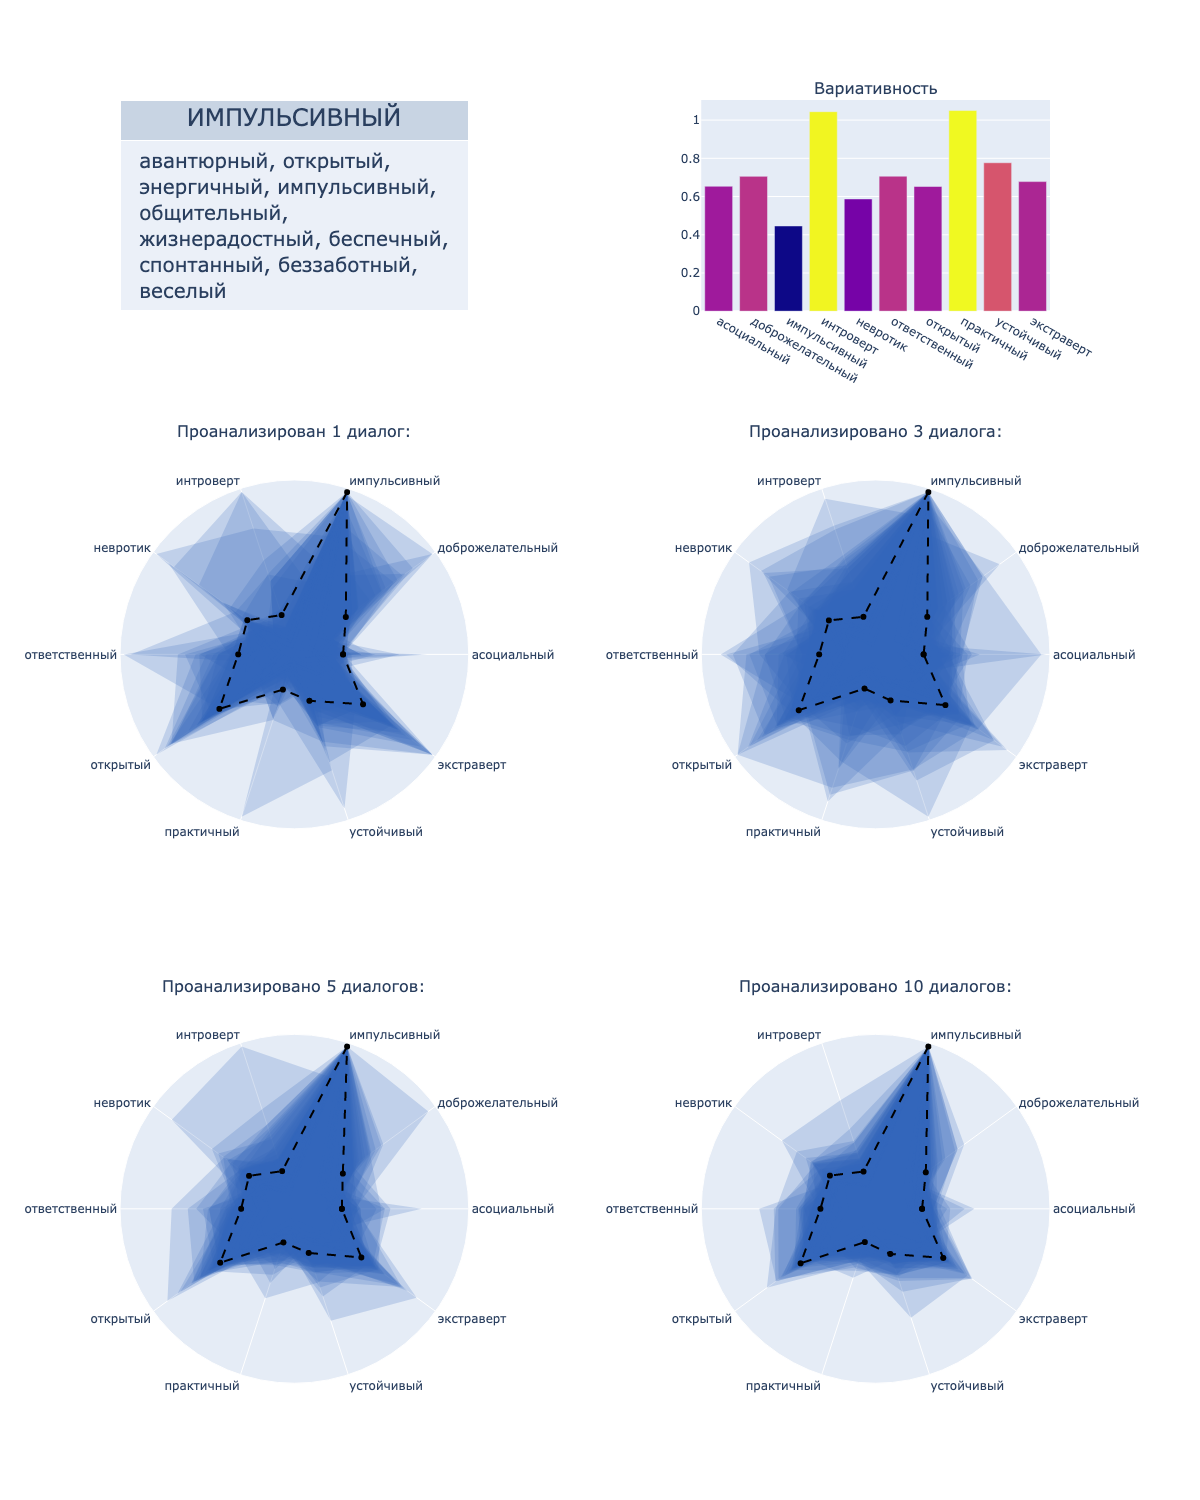 ИМПУЛЬСИВНЫЙ
авантюрный, открытый,
энергичный, импульсивный,
общительный,
жизнерадостный, беспечный,
спонтанный, беззаботный,
веселый
Вариативность
1
0.8
0.6
0.4
0.2
0
асоциальный
доброжелательный
импульсивный
интроверт
невротик
ответственный
открытый
практичный
устойчивый
экстраверт
Проанализирован 1 диалог:
интроверт
импульсивный
невротик
доброжелательный
ответственный
асоциальный
открытый
экстраверт
практичный
устойчивый
Проанализировано 3 диалога:
интроверт
импульсивный
невротик
доброжелательный
ответственный
асоциальный
открытый
экстраверт
практичный
устойчивый
Проанализировано 5 диалогов:
интроверт
импульсивный
невротик
доброжелательный
ответственный
асоциальный
открытый
экстраверт
практичный
устойчивый
Проанализировано 10 диалогов:
интроверт
импульсивный
невротик
доброжелательный
ответственный
асоциальный
открытый
экстраверт
практичный
устойчивый